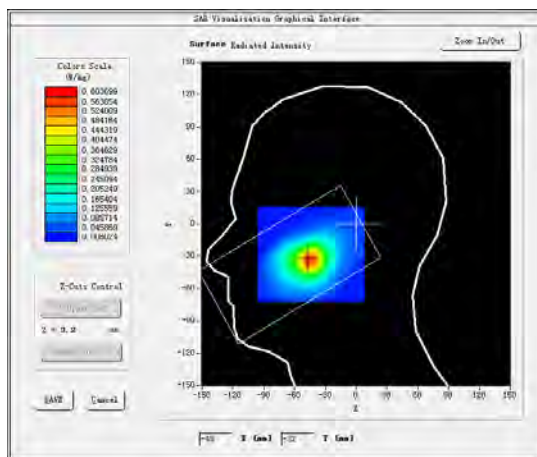 SAR Visualisation Graphical Interface
Surface Radiated Intensity
Zoom In/Out
Colors Scale
(W/kg)
0.603699
0.563854
0.524009
0.484164
0.444319
0.404474
0.364629
0.324784
0.284939
0.245094
0.205249
0.165404
0.125559
0.085714
0.045869
0.006024
150
120
90
60
30
0
-30
-60
-90
-120
-150
Y
-150 -120 -90 -60 -30 0 30 60 90 120 150
X
Z-Cuts Control
SAVE
Cancel
X (mm)
Y (mm)